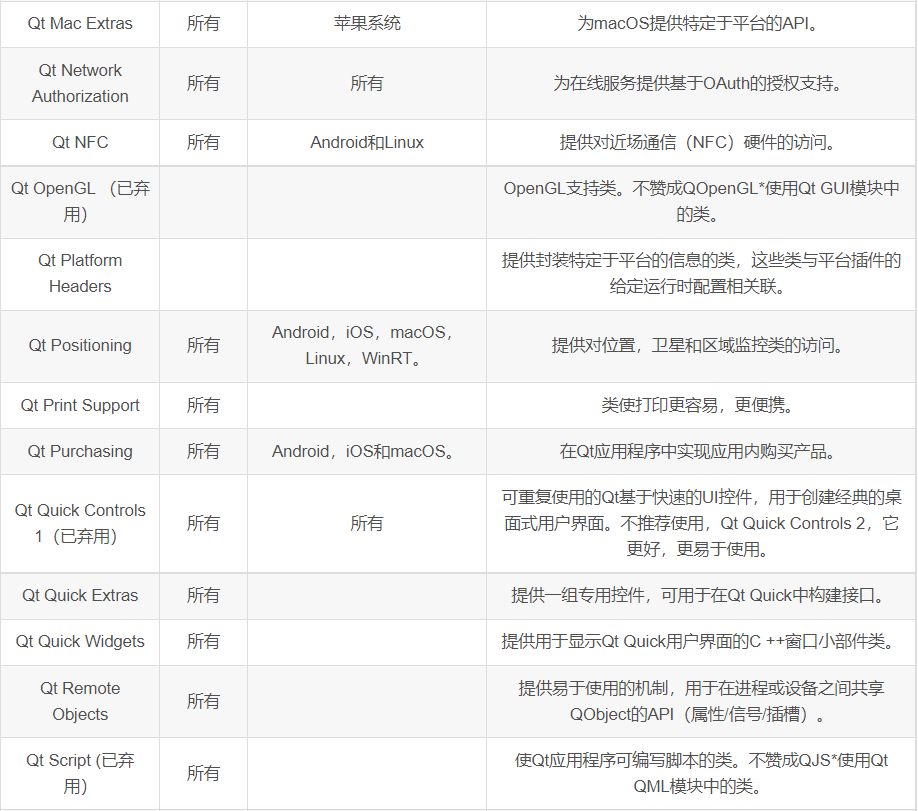 Qt Mac Extras 所有 苹果系统 为macOS提供特定于平台的API。
Qt Network
Authorization
所有
所有
为在线服务提供基于OAuth的授权支持。
Qt NFC 所有 Android和Linux 提供对近场通信（NFC）硬件的访问。
Qt OpenGL （已弃
用）
OpenGL支持类。不赞成QOpenGL*使用Qt GUI模块中
的类。
Qt Platform
Headers
提供封装特定于平台的信息的类，这些类与平台插件的
给定运行时配置相关联。
Qt Positioning
所有
Android，iOS，macOS，
Linux，WinRT。
提供对位置，卫星和区域监控类的访问。
Qt Print Support 所有 类使打印更容易，更便携。
Qt Purchasing 所有 Android，iOS和macOS。 在Qt应用程序中实现应用内购买产品。
Qt Quick Controls
1（已弃用）
所有
所有
可重复使用的Qt基于快速的UI控件，用于创建经典的桌
面式用户界面。不推荐使用，Qt Quick Controls 2，它
更好，更易于使用。
Qt Quick Extras 所有 提供一组专用控件，可用于在Qt Quick中构建接口。
Qt Quick Widgets 所有 提供用于显示Qt Quick用户界面的C ++窗口小部件类。
Qt Remote
Objects
所有
提供易于使用的机制，用于在进程或设备之间共享
QObject的API（属性/信号/插槽）。
Qt Script (已弃
用）
所有
使Qt应用程序可编写脚本的类。不赞成QJS*使用Qt
QML模块中的类。